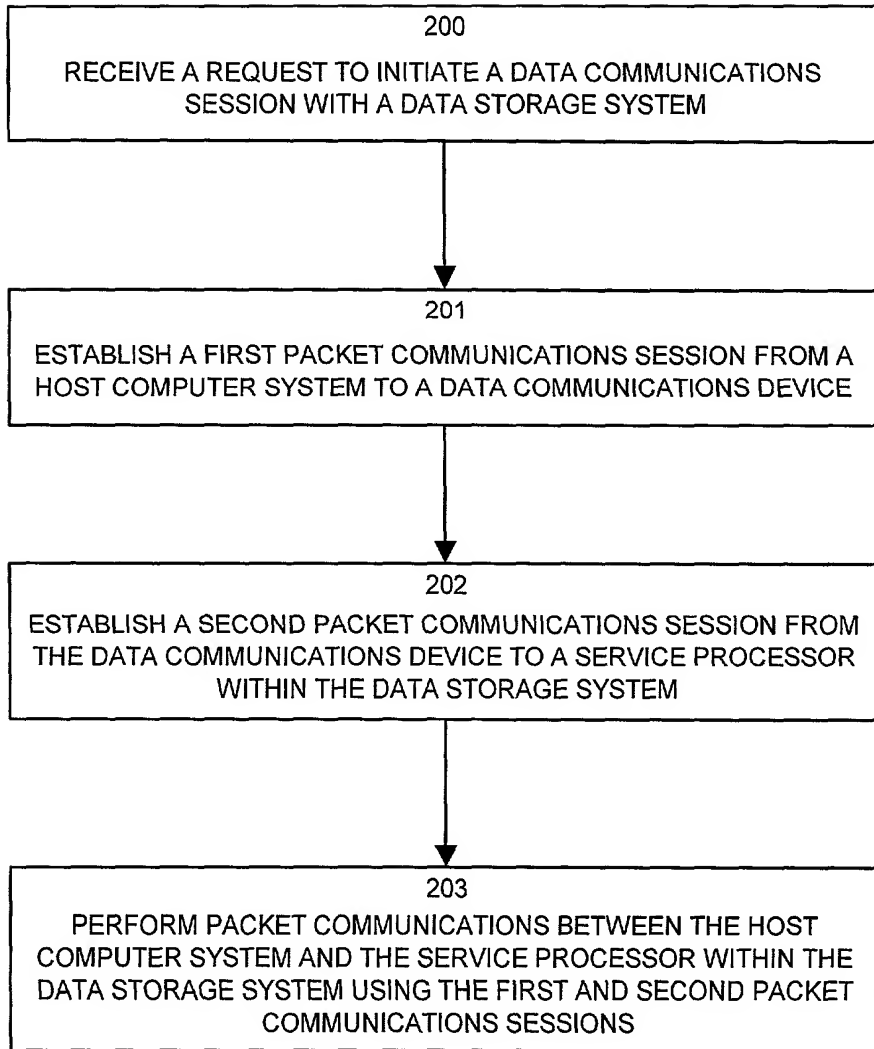 200
RECEIVE A REQUEST TO INITIATE A DATA COMMUNICATIONS
SESSION WITH A DATA STORAGE SYSTEM
201
ESTABLISH A FIRST PACKET COMMUNICATIONS SESSION FROM A
HOST COMPUTER SYSTEM TO A DATA COMMUNICATIONS DEVICE
202
ESTABLISH A SECOND PACKET COMMUNICATIONS SESSION FROM
THE DATA COMMUNICATIONS DEVICE TO A SERVICE PROCESSOR
WITHIN THE DATA STORAGE SYSTEM
203
PERFORM PACKET COMMUNICATIONS BETWEEN THE HOST
COMPUTER SYSTEM AND THE SERVICE PROCESSOR WITHIN THE
DATA STORAGE SYSTEM USING THE FIRST AND SECOND PACKET
COMMUNICATIONS SESSIONS